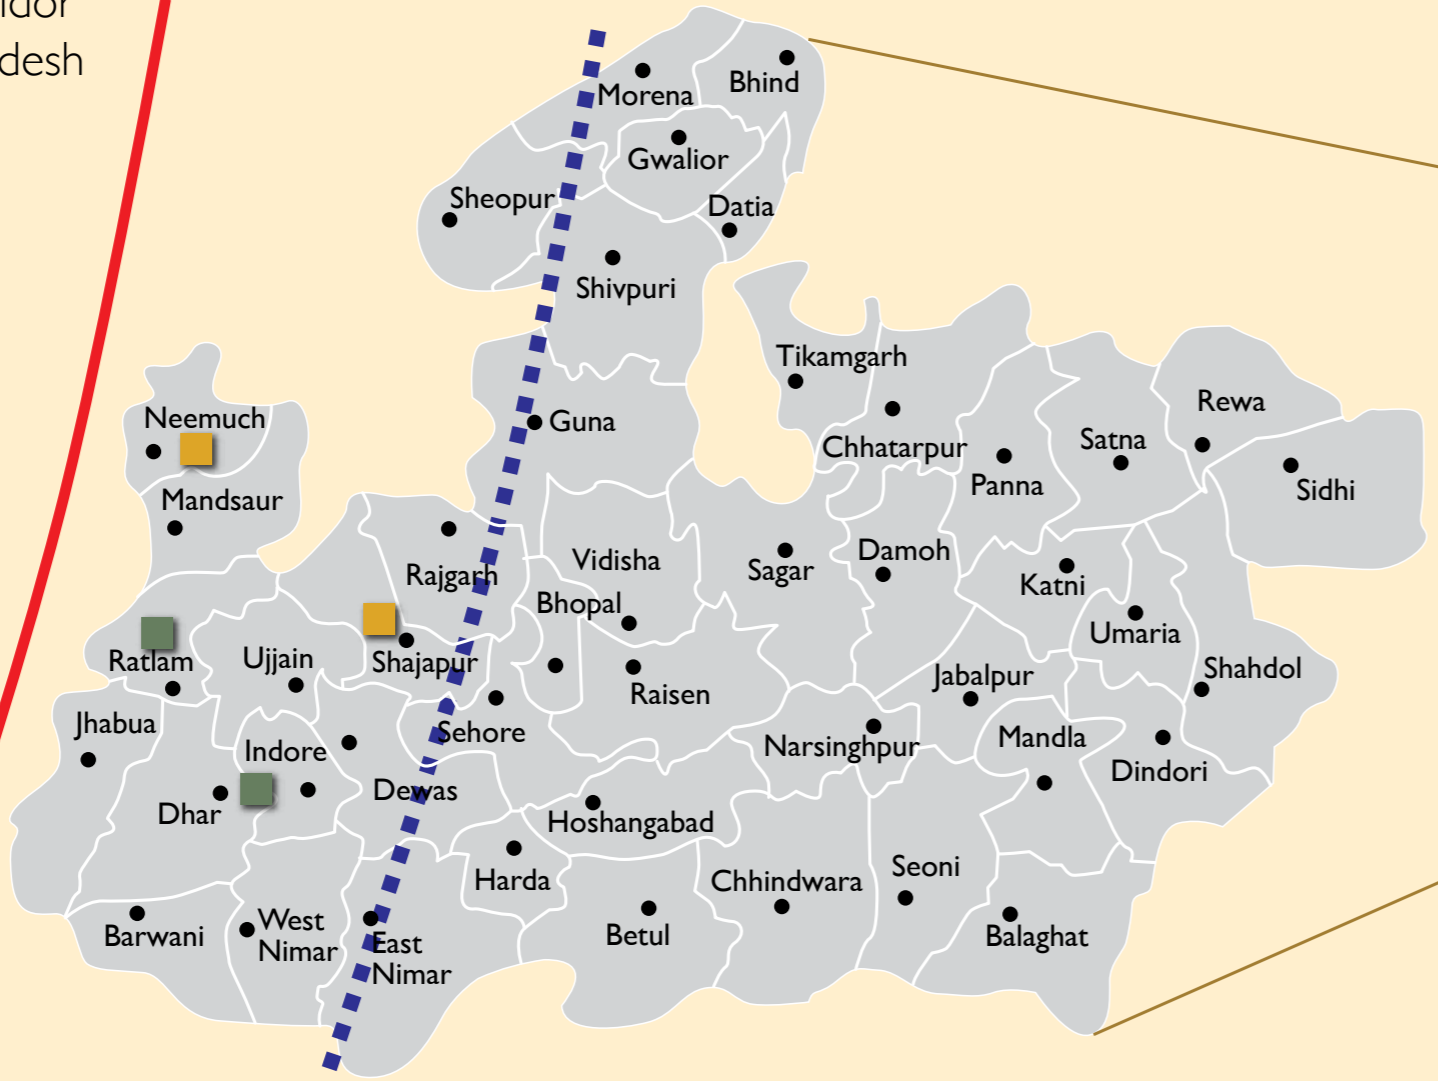 desh
Morena
Bhind
Gwalior
Sheopur
Datia
Shivpuri
Tikamgarh
Neemuch
Guna
Chhatarpur
Rewa
Satna
Panna
Sidhi
Mandsaur
Rajgarh
Vidisha
Sagar
Damoh
Katni
Bhopal
Umaria
Ratlam
Ujjain
Shajapur
Raisen
Jabalpur
Shahdol
Jhabua
Indore
Sehore
Narsinghpur
Mandla
Dindori
Dhar
Dewas
Hoshangabad
Harda
Chhindwara
Seoni
Barwani
West
Nimar
East
Nimar
Betul
Balaghat